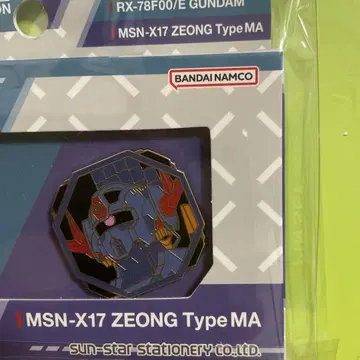 ON
RX-78F00/E GUNDAM
MSN-X17 ZEONG Type MA
BANDAI NAMCO
MSN-X17 ZEONG Type MA
sun-star stationery co.ltd.